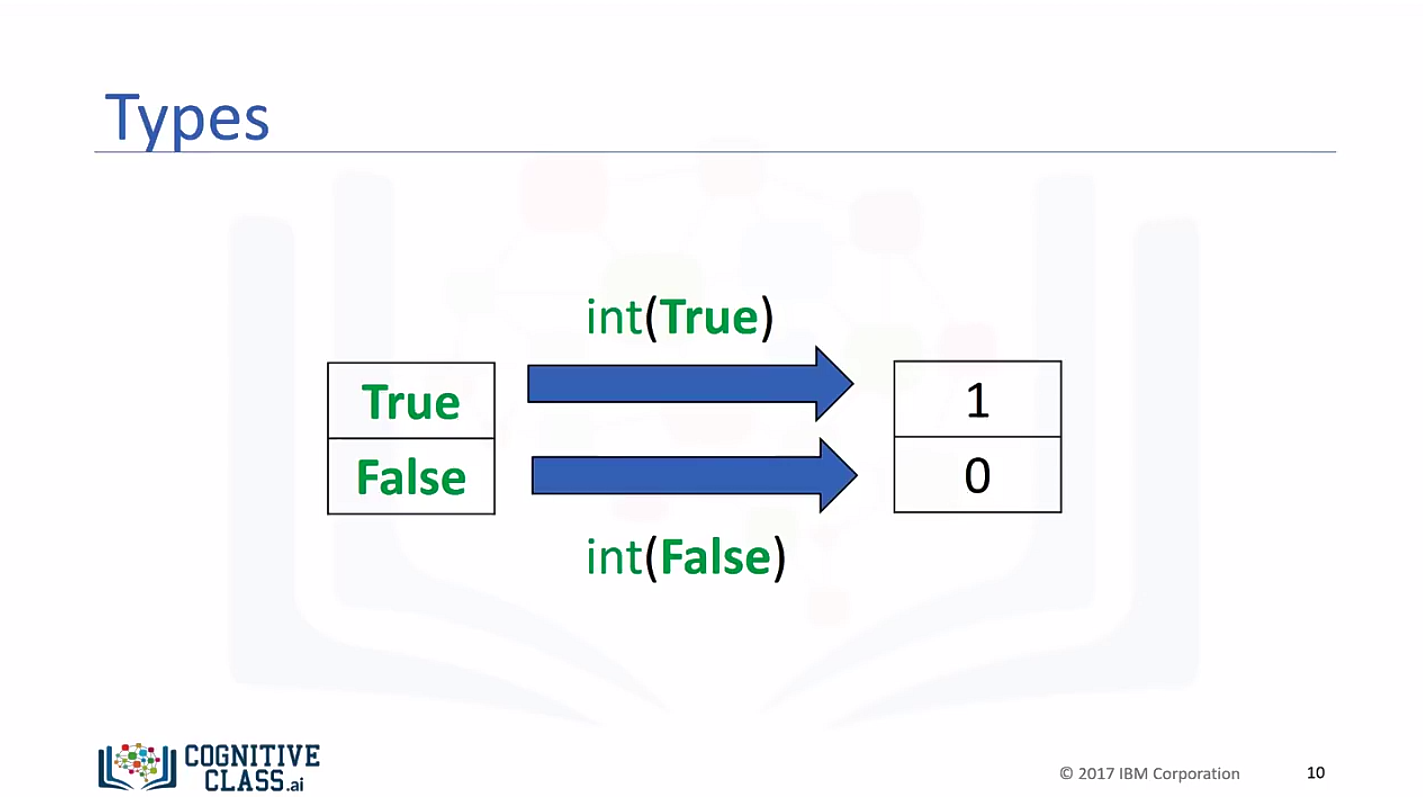 Types
int(True)
True
1
False
0
int(False)
COGNITIVE
CLASS.ai
© 2017 IBM Corporation
10